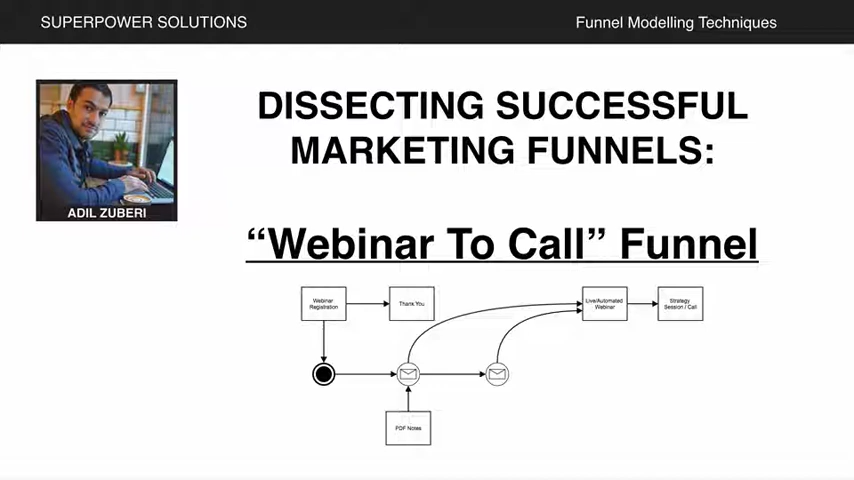 SUPERPOWER SOLUTIONS
Funnel Modelling Techniques
DISSECTING SUCCESSFUL
MARKETING FUNNELS:
ADIL ZUBERI
“Webinar To Call” Funnel
Webinar
Registration
Thank You
Live/Automated
Webinar
Strategy
Session / Call
PDF Notes